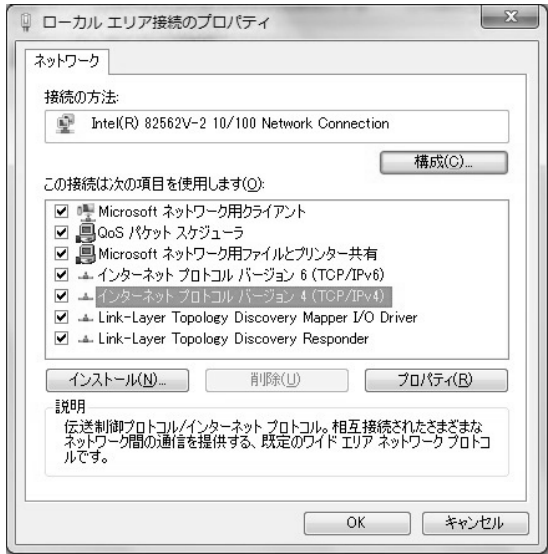 ローカル エリア接続のプロパティ
ネットワーク
接続の方法:
Intel(R) 82562V-2 10/100 Network Connection
構成(C)...
この接続は次の項目を使用します(O):
Microsoft ネットワーク用クライアント
QoS パケット スケジューラ
Microsoft ネットワーク用ファイルとプリンター共有
インターネット プロトコル バージョン 6 (TCP/IPv6)
インターネット プロトコル バージョン 4 (TCP/IPv4)
Link-Layer Topology Discovery Mapper I/O Driver
Link-Layer Topology Discovery Responder
インストール(N)...
削除(U)
プロパティ(R)
説明
伝送制御プロトコル/インターネット プロトコル。相互接続されたさまざまな
ネットワーク間の通信を提供する、既定のワイド エリア ネットワーク プロトコ
ルです。
OK
キャンセル